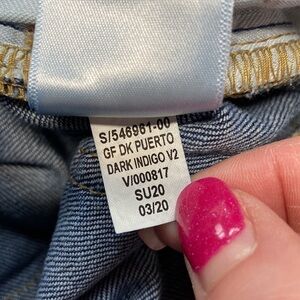 S/546961-00
GF DK PUERTO
DARK INDIGO V2
V/000817
SU20
03/20